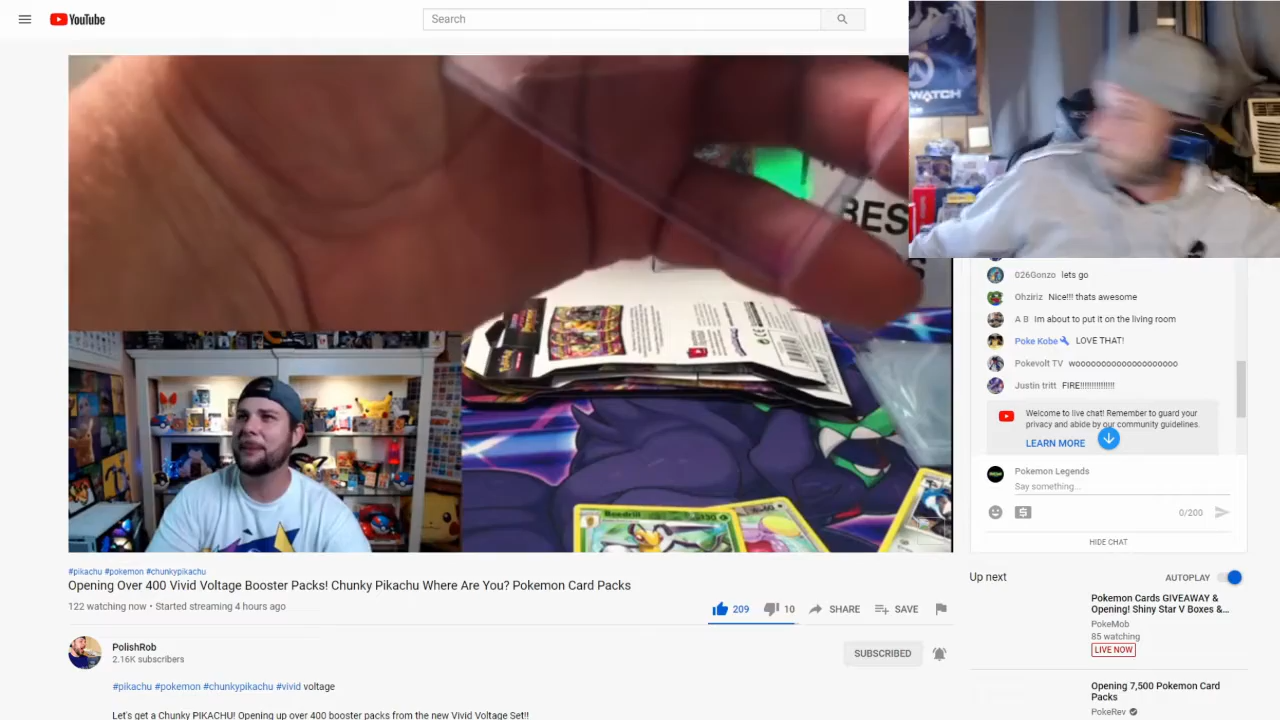 YouTube
Search
WATCH
BES
Beedrill
026Gonzo lets go
Ohziriz Nice!!! thats awesome
A B Im about to put it on the living room
Poke Kobe LOVE THAT!
Pokevolt TV woooooooooooooooooooo
Justin tritt FIRE!!!!!!!!!!!!!!!
Welcome to live chat! Remember to guard your
privacy and abide by our community guidelines.
LEARN MORE
Pokemon Legends
Say something...
0/200
HIDE CHAT
#pikachu #pokemon #chunkypikachu
Opening Over 400 Vivid Voltage Booster Packs! Chunky Pikachu Where Are You? Pokemon Card Packs
122 watching now • Started streaming 4 hours ago
209 10 SHARE SAVE
PolishRob
2.16K subscribers
SUBSCRIBED
#pikachu #pokemon #chunkypikachu #vivid voltage
Let's get a Chunky PIKACHU! Opening up over 400 booster packs from the new Vivid Voltage Set!!
Up next AUTOPLAY
Pokemon Cards GIVEAWAY &
Opening! Shiny Star V Boxes &...
PokeMob
85 watching
LIVE NOW
Opening 7,500 Pokemon Card
Packs
PokeRev